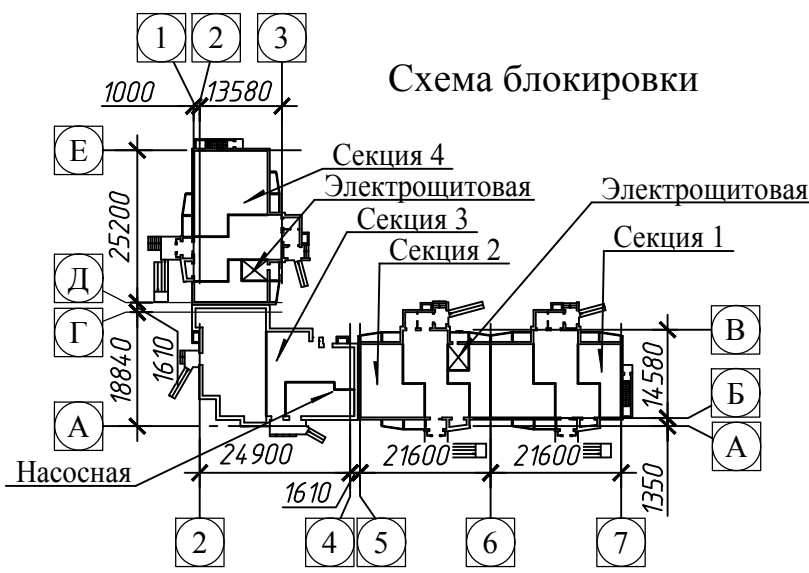 1
2
3
Схема блокировки
1000
13580
Е
Секция 4
Электрощитовая
Электрощитовая
Секция 3
Секция 1
Секция 2
25200
Д
Г
1610
18840
А
В
Б
А
14580
1350
24900
21600
21600
Насосная
1610
2
4
5
6
7